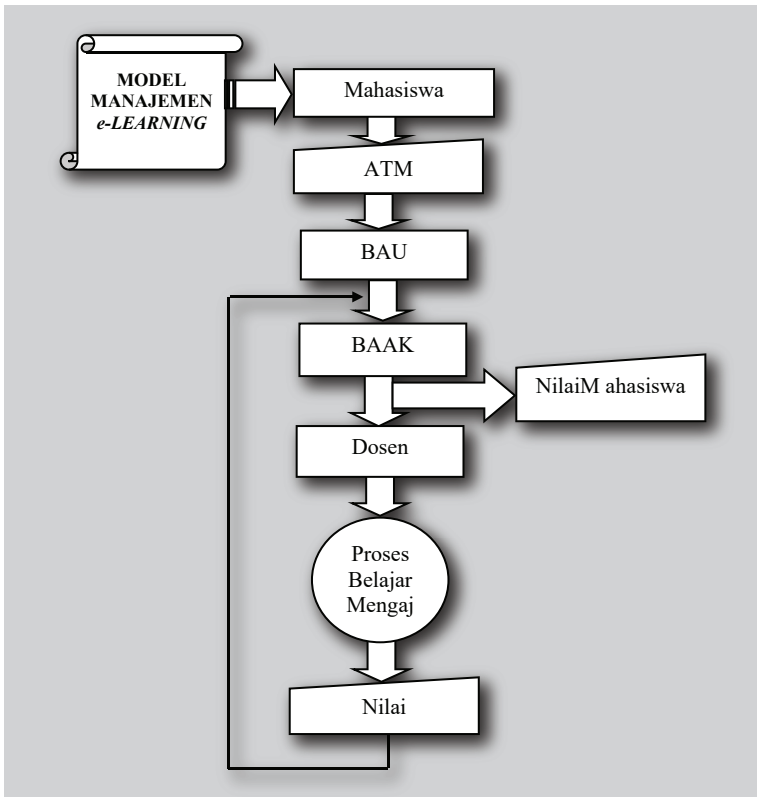 MODEL
MANAJEMEN
e-LEARNING
Mahasiswa
ATM
BAU
BAAK
NilaiM ahasiswa
Dosen
Proses
Belajar
Mengaj
Nilai